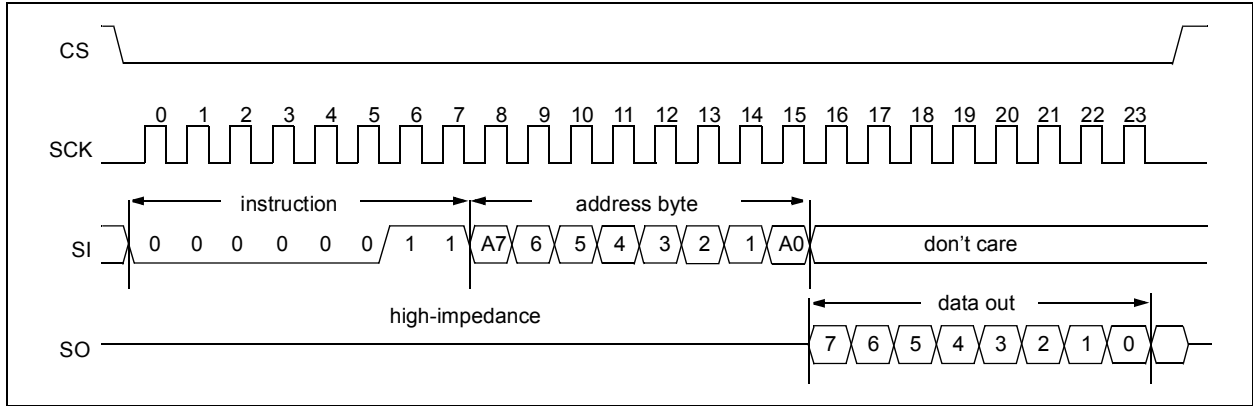 CS
0 1 2 3 4 5 6 7 8 9 10 11 12 13 14 15 16 17 18 19 20 21 22 23
SCK
instruction address byte
SI 0 0 0 0 0 0 1 1 A7 6 5 4 3 2 1 A0 don’t care
high-impedance data out
SO 7 6 5 4 3 2 1 0